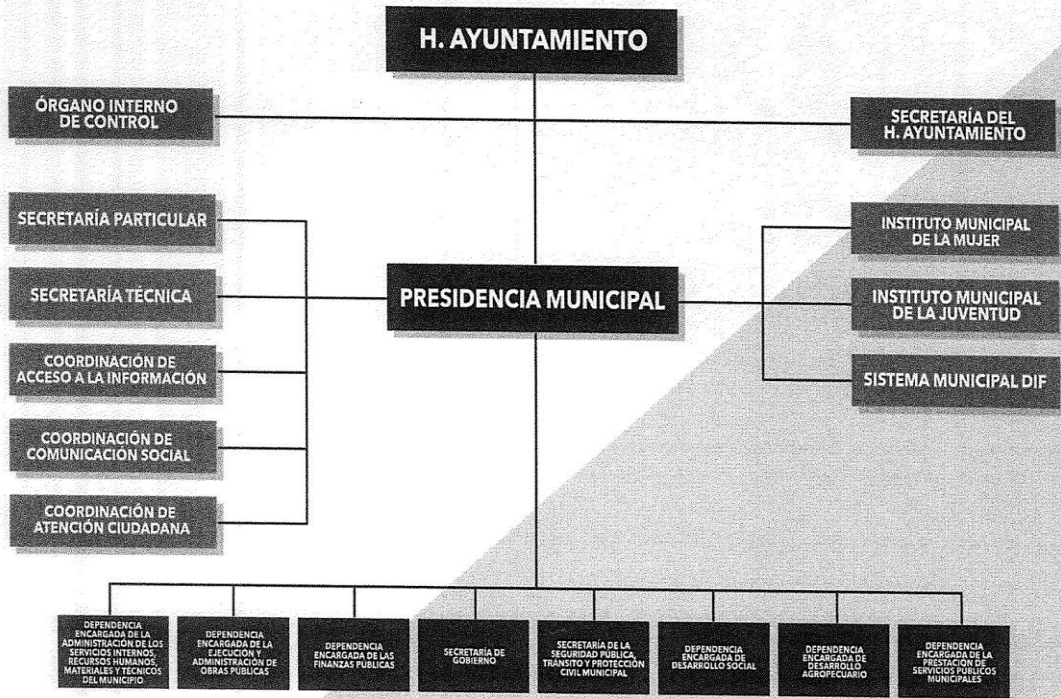 H. AYUNTAMIENTO
ÓRGANO INTERNO
DE CONTROL
SECRETARÍA DEL
H. AYUNTAMIENTO
SECRETARÍA PARTICULAR
SECRETARÍA TÉCNICA
COORDINACIÓN DE
ACCESO A LA INFORMACIÓN
COORDINACIÓN DE
COMUNICACIÓN SOCIAL
COORDINACIÓN DE
ATENCIÓN CIUDADANA
PRESIDENCIA MUNICIPAL
INSTITUTO MUNICIPAL
DE LA MUJER
INSTITUTO MUNICIPAL
DE LA JUVENTUD
SISTEMA MUNICIPAL DIF
DEPENDENCIA
ENCARGADA DE LA
ADMINISTRACIÓN DE LOS
SERVICIOS INTERNOS,
RECURSOS HUMANOS,
MATERIALES Y TÉCNICOS
DEL MUNICIPIO
DEPENDENCIA
ENCARGADA DE LA
EJECUCIÓN Y
ADMINISTRACIÓN DE
OBRAS PÚBLICAS
DEPENDENCIA
ENCARGADA DE LAS
FINANZAS PÚBLICAS
SECRETARÍA DE
GOBIERNO
SECRETARÍA DE LA
SEGURIDAD PÚBLICA,
TRÁNSITO Y PROTECCIÓN
CIVIL MUNICIPAL
DEPENDENCIA
ENCARGADA DE
DESARROLLO SOCIAL
DEPENDENCIA
ENCARGADA DE
DESARROLLO
AGROPECUARIO
DEPENDENCIA
ENCARGADA DE LA
PRESTACIÓN DE
SERVICIOS PÚBLICOS
MUNICIPALES